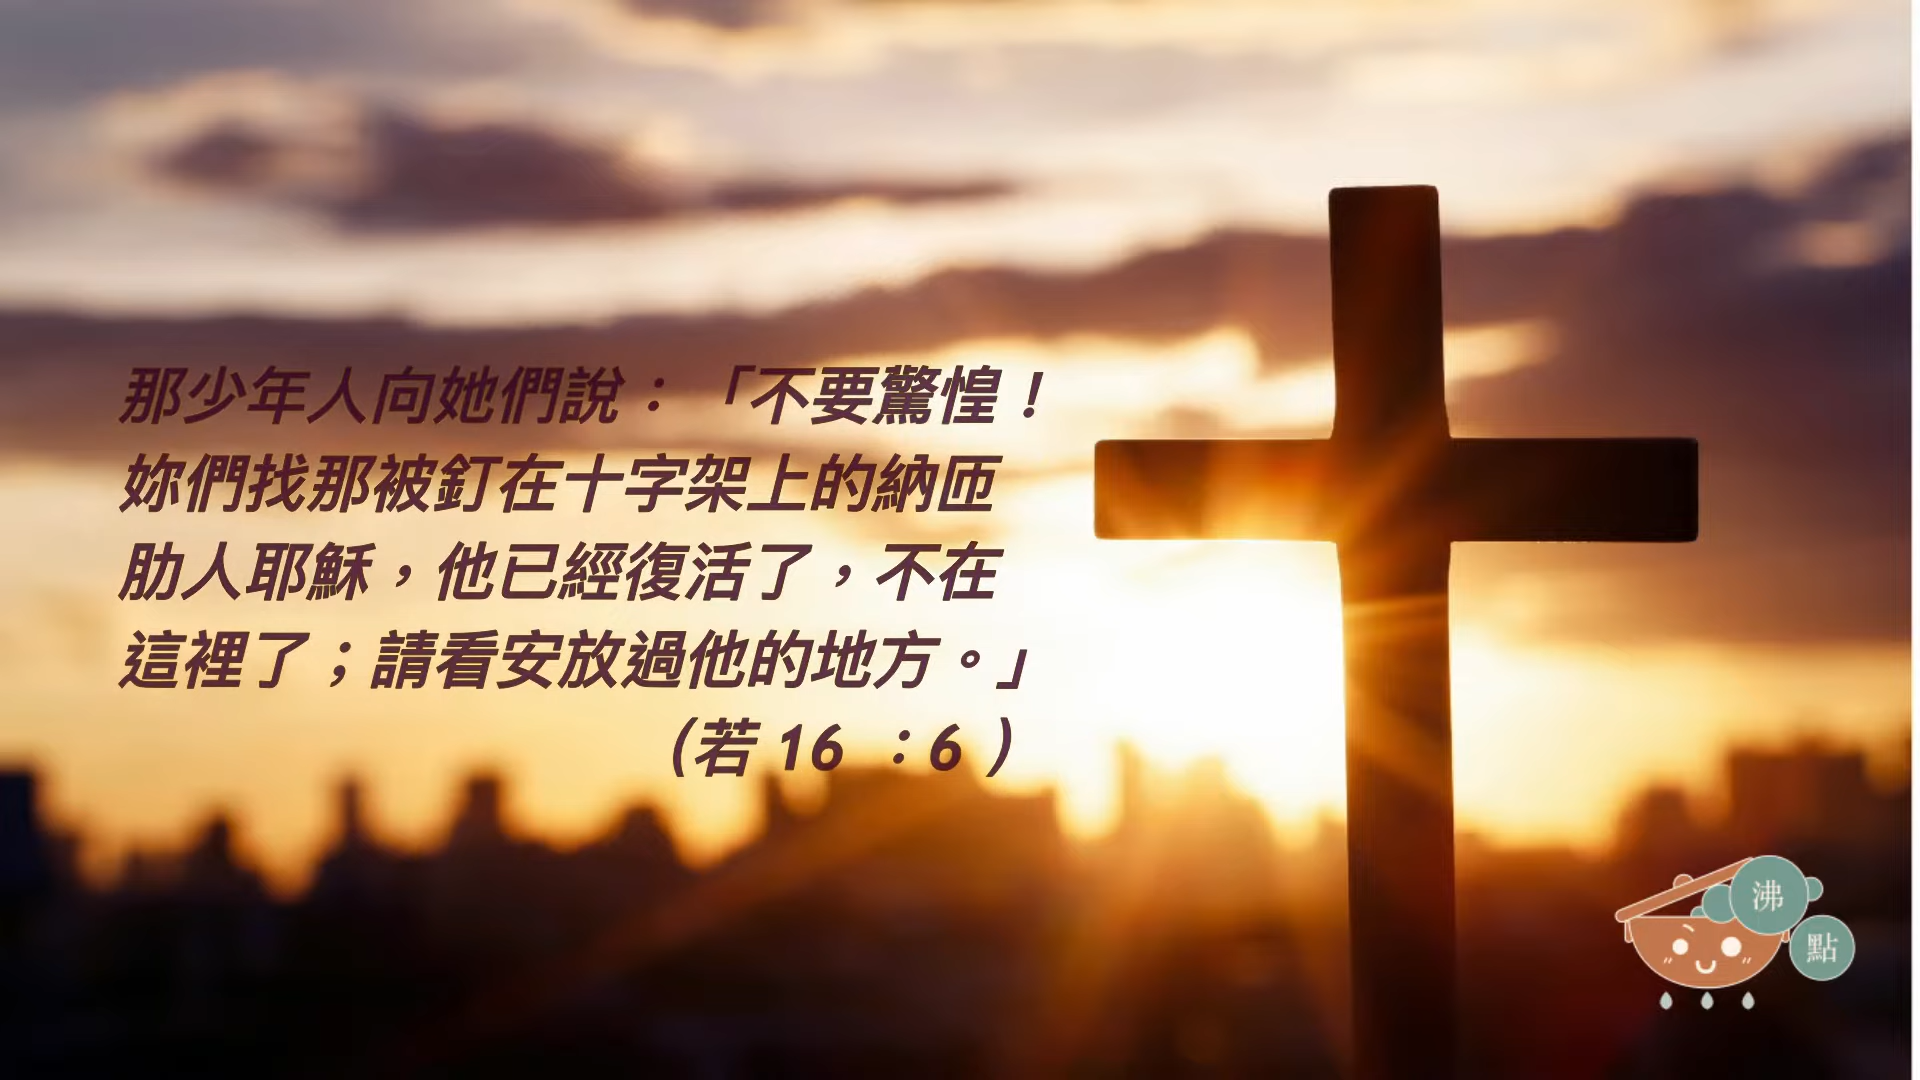 那少年人向她們說：「不要驚惶！
妳們找那被釘在十字架上的納匝
肋人耶穌，他已經復活了，不在
這裡了；請看安放過他的地方。」
（若 16 ：6 ）
沸
點